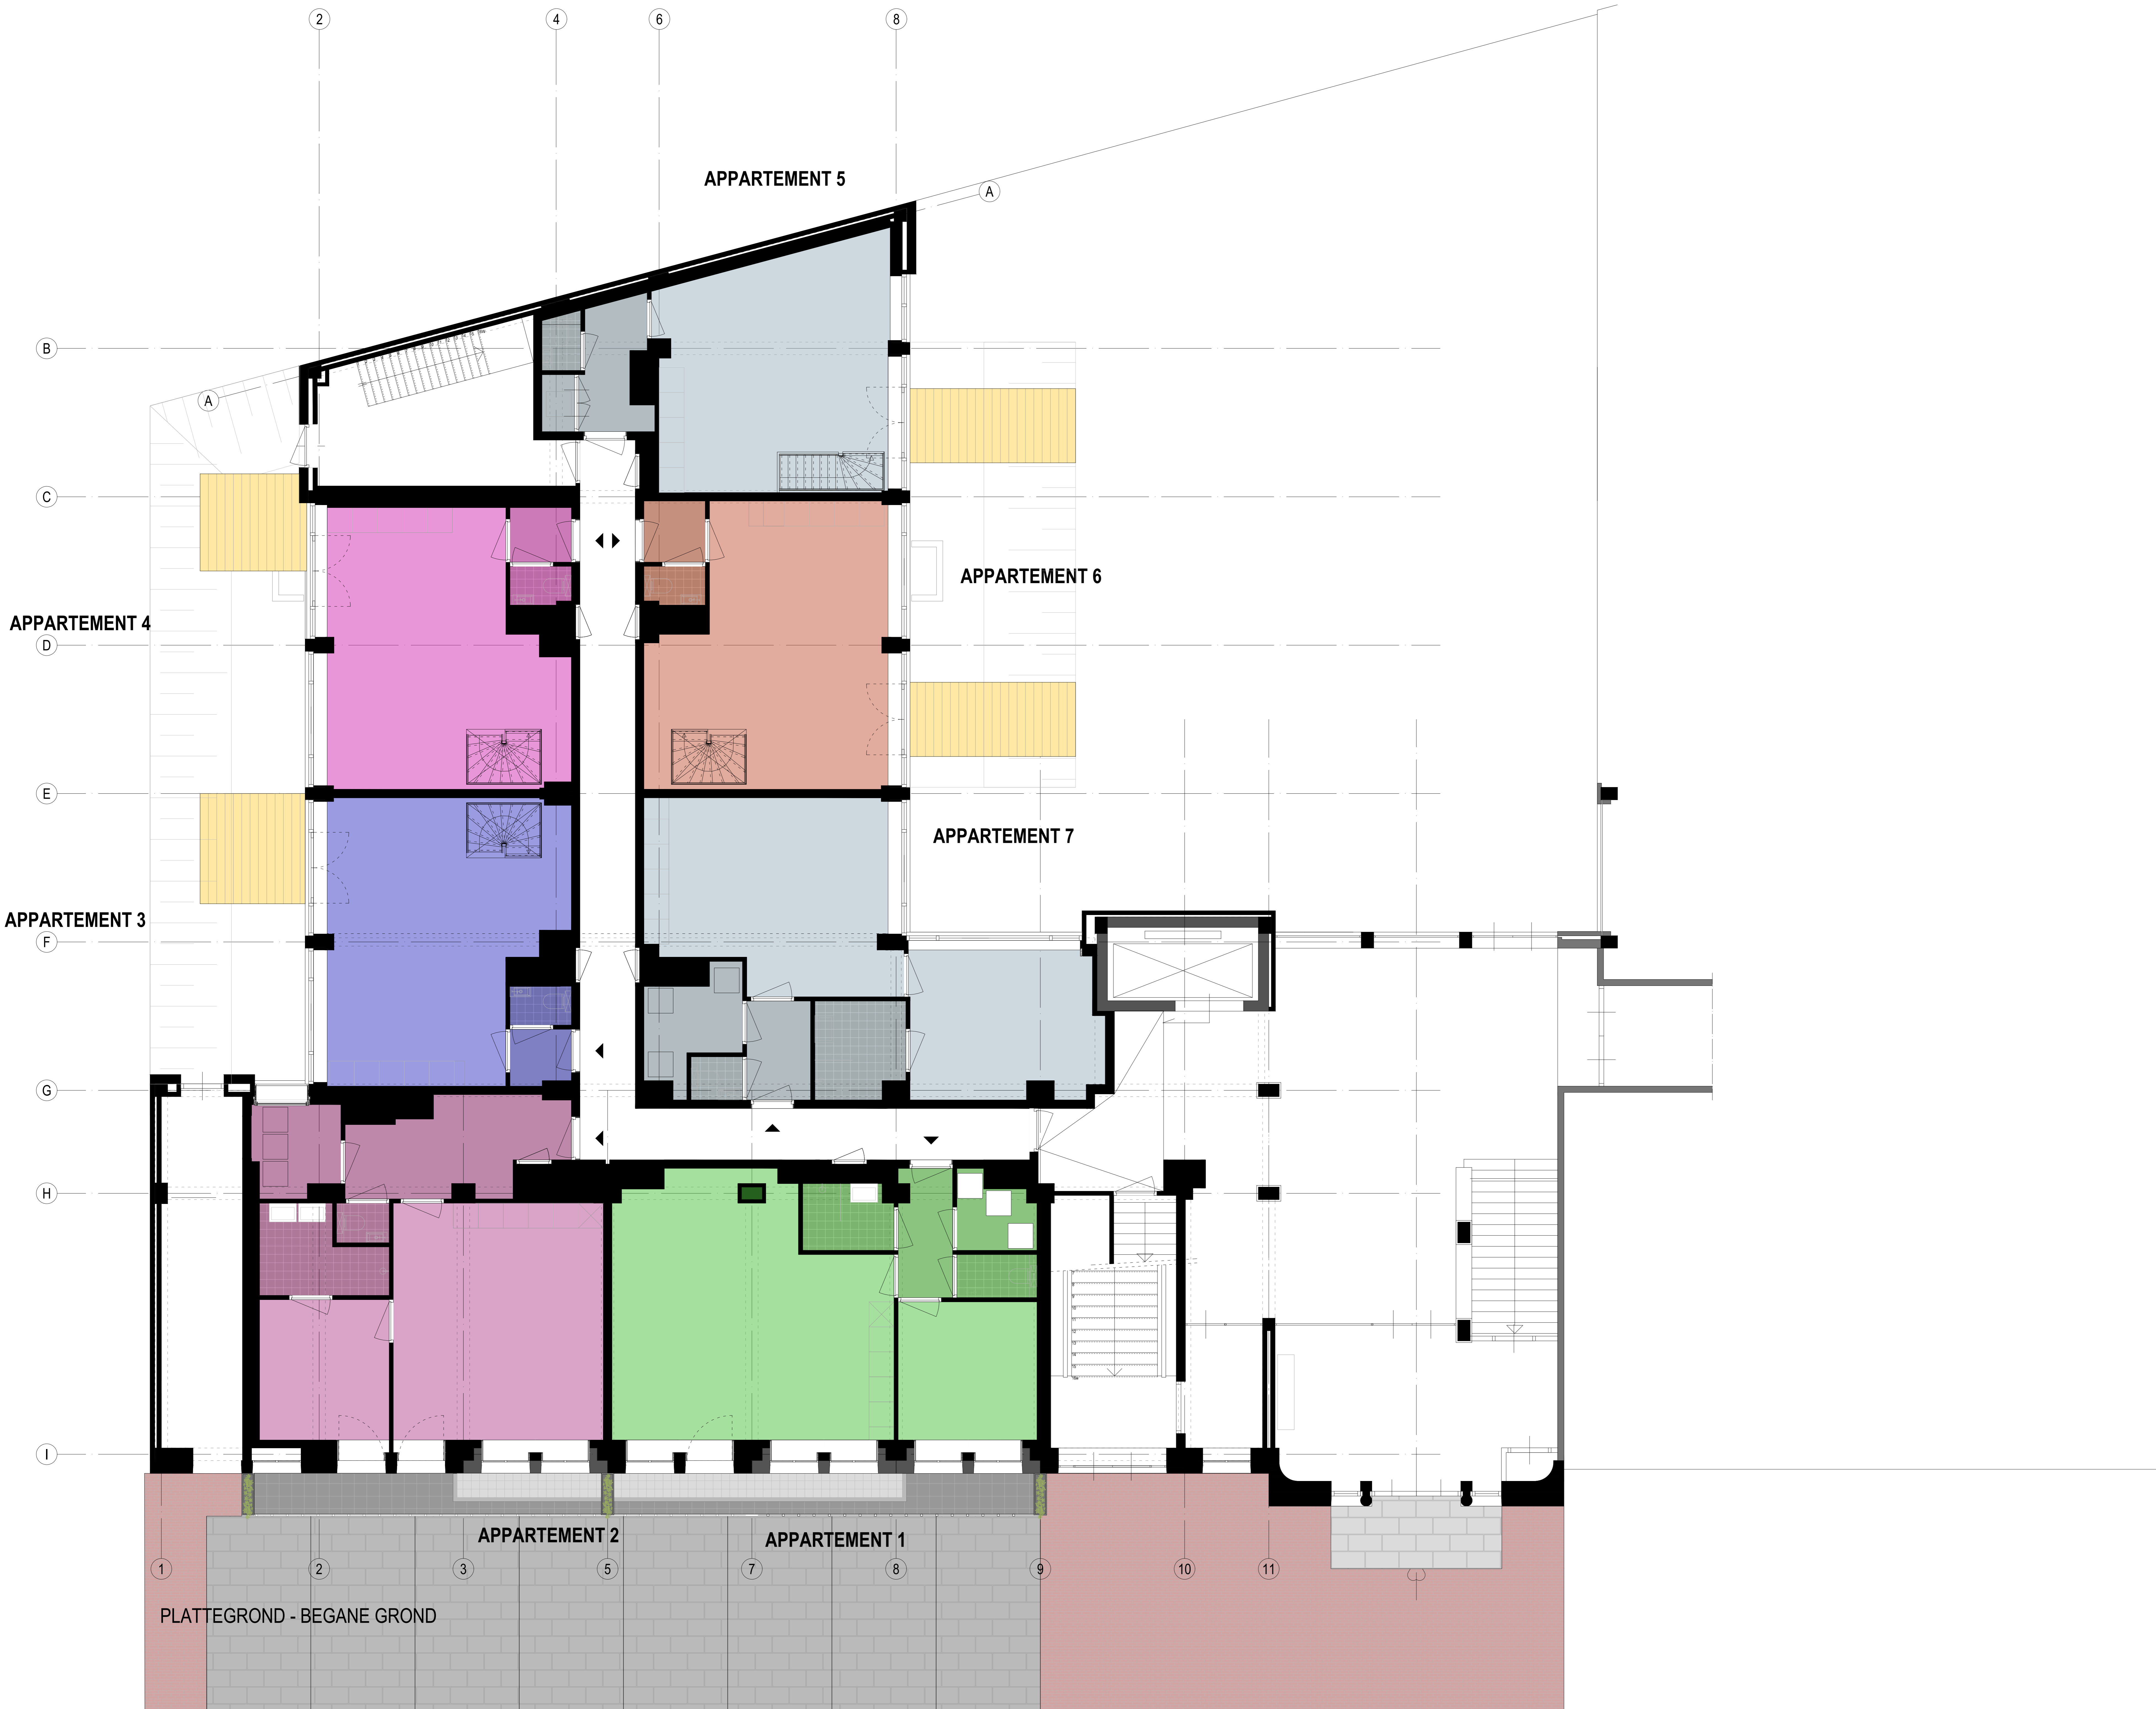 2
4
6
8
APPARTEMENT 5
A
B
A
C
APPARTEMENT 6
APPARTEMENT 4
D
E
APPARTEMENT 7
APPARTEMENT 3
F
G
H
I
APPARTEMENT 2
APPARTEMENT 1
1
2
3
5
7
8
9
10
11
PLATTEGROND - BEGANE GROND